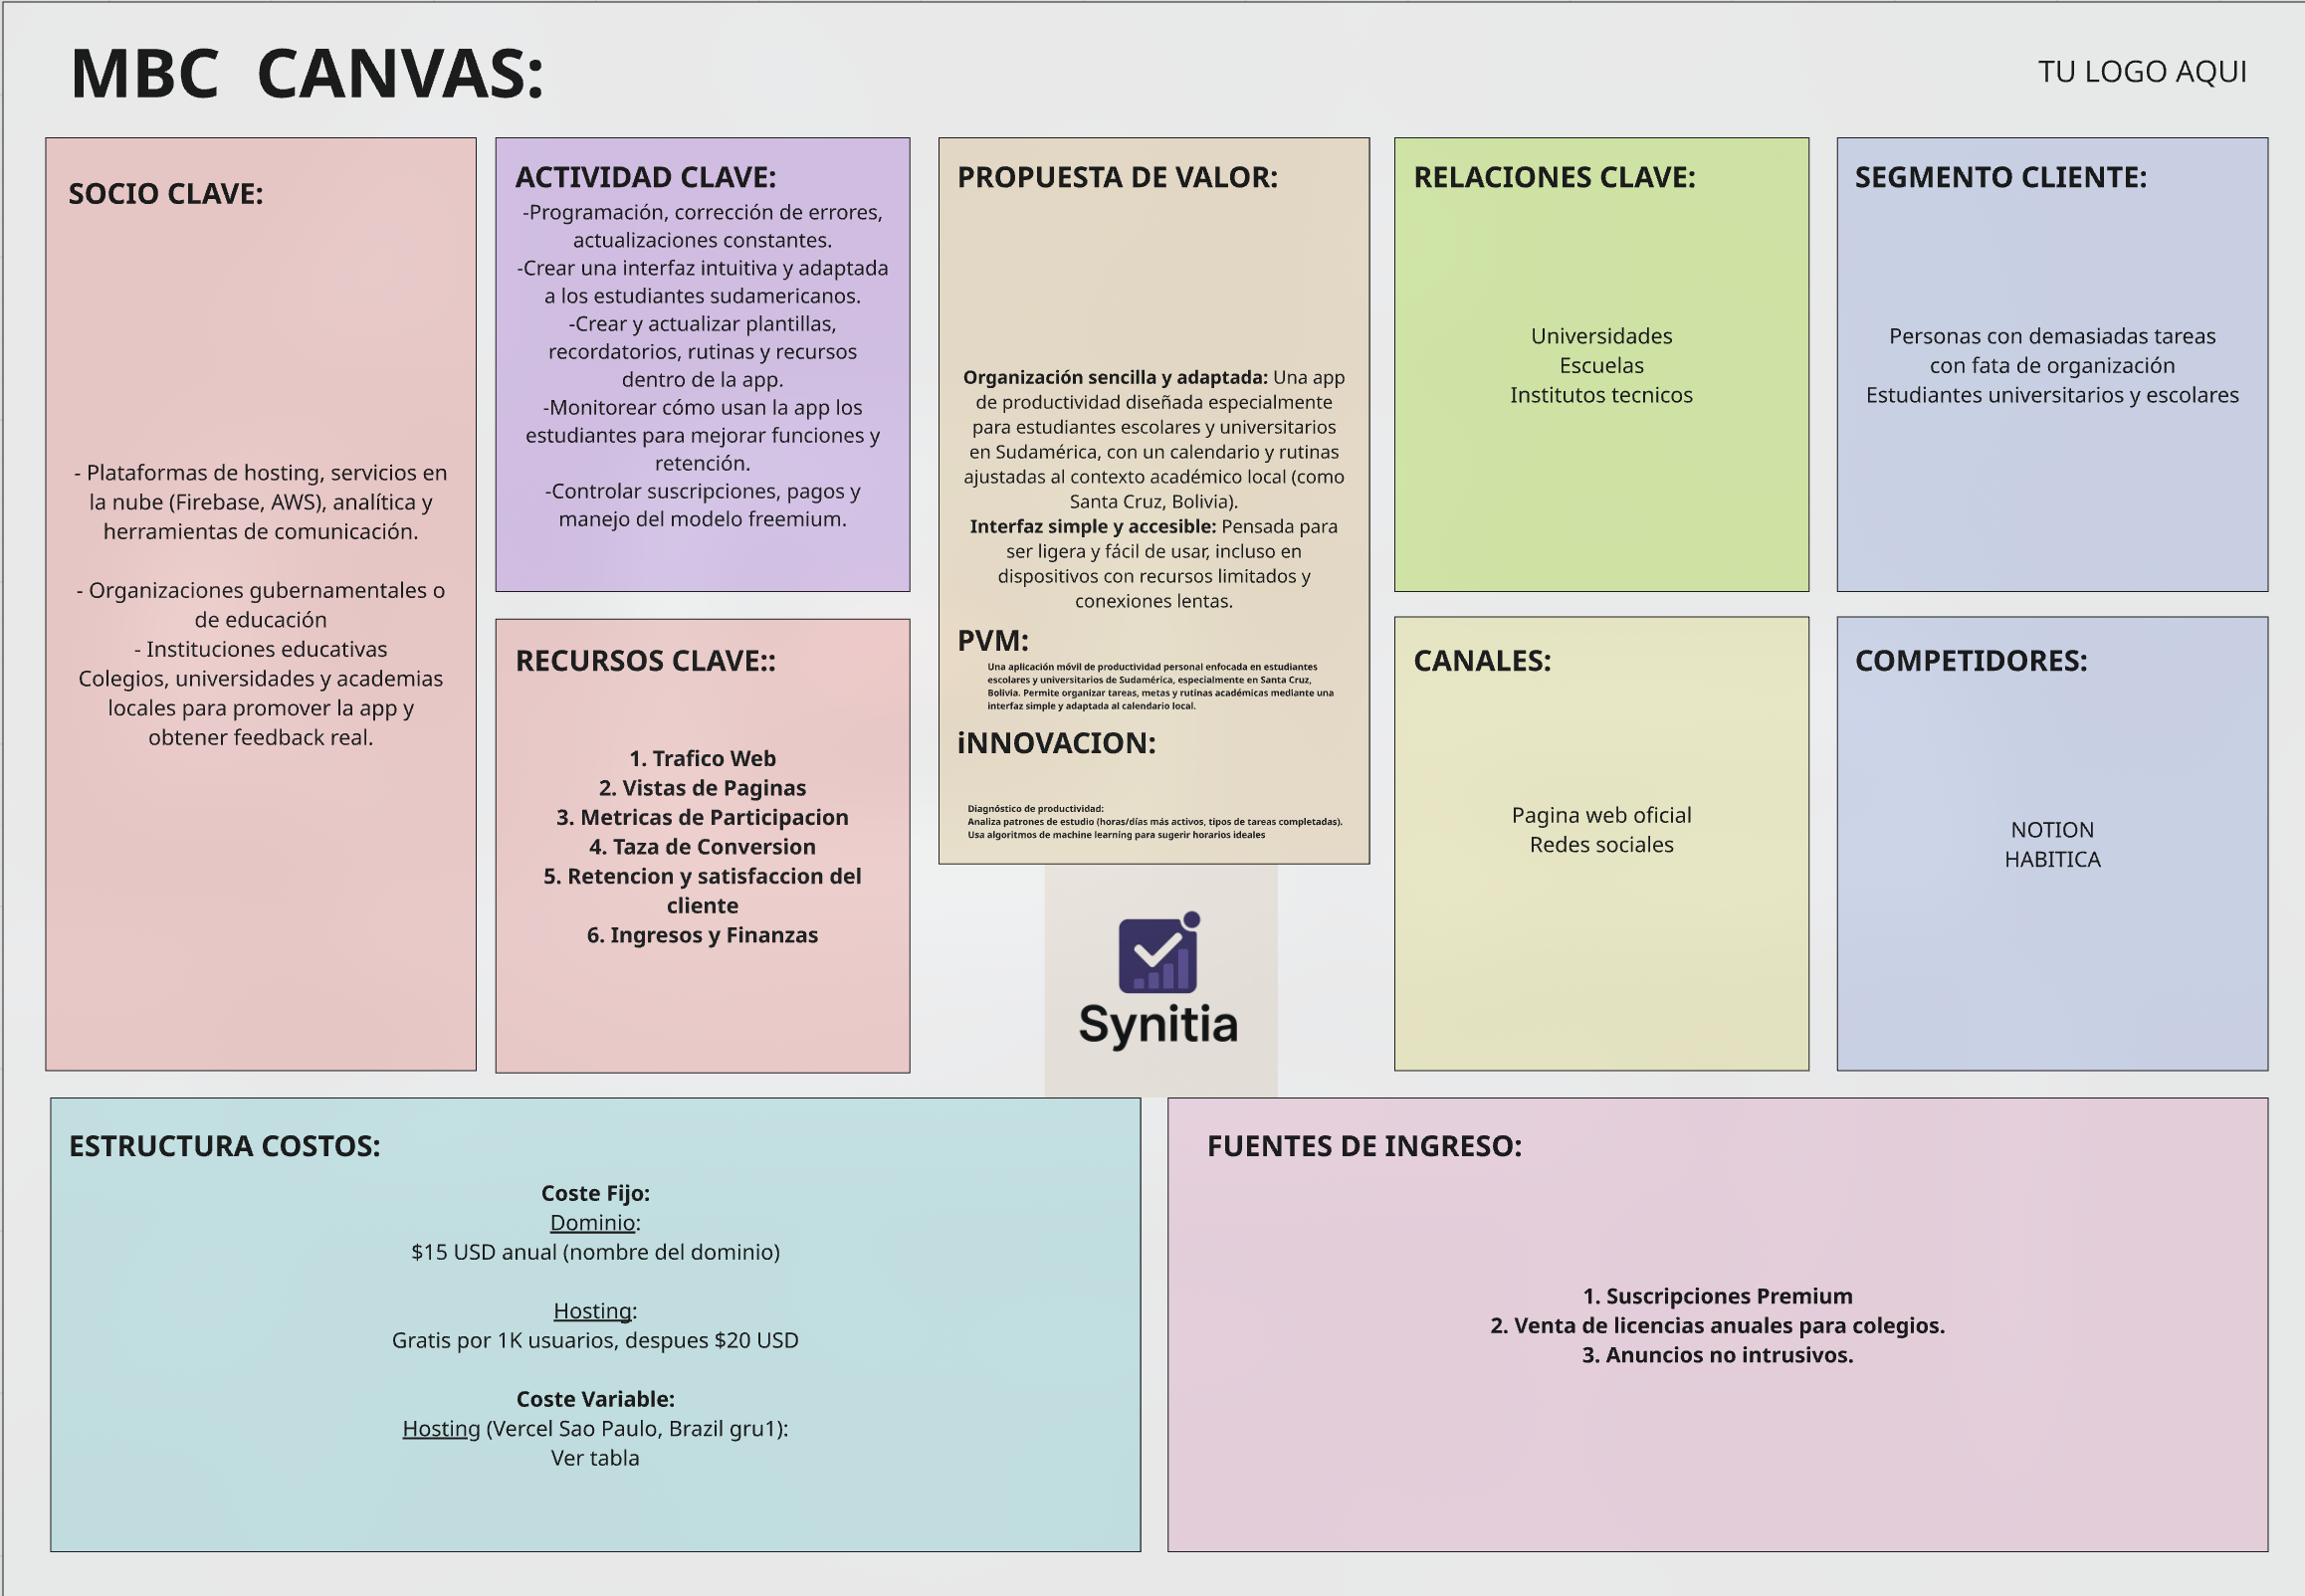 MBC CANVAS:
TU LOGO AQUI
SOCIO CLAVE:
- Plataformas de hosting, servicios en
la nube (Firebase, AWS), analítica y
herramientas de comunicación.
- Organizaciones gubernamentales o
de educación
- Instituciones educativas
Colegios, universidades y academias
locales para promover la app y
obtener feedback real.
ACTIVIDAD CLAVE:
-Programación, corrección de errores,
actualizaciones constantes.
-Crear una interfaz intuitiva y adaptada
a los estudiantes sudamericanos.
-Crear y actualizar plantillas,
recordatorios, rutinas y recursos
dentro de la app.
-Monitorear cómo usan la app los
estudiantes para mejorar funciones y
retención.
-Controlar suscripciones, pagos y
manejo del modelo freemium.
RECURSOS CLAVE::
1. Trafico Web
2. Vistas de Paginas
3. Metricas de Participacion
4. Taza de Conversion
5. Retencion y satisfaccion del
cliente
6. Ingresos y Finanzas
PROPUESTA DE VALOR:
Organización sencilla y adaptada: Una app
de productividad diseñada especialmente
para estudiantes escolares y universitarios
en Sudamérica, con un calendario y rutinas
ajustadas al contexto académico local (como
Santa Cruz, Bolivia).
Interfaz simple y accesible: Pensada para
ser ligera y fácil de usar, incluso en
dispositivos con recursos limitados y
conexiones lentas.
PVM:
Una aplicación móvil de productividad personal enfocada en estudiantes
escolares y universitarios de Sudamérica, especialmente en Santa Cruz,
Bolivia. Permite organizar tareas, metas y rutinas académicas mediante una
interfaz simple y adaptada al calendario local.
iNNOVACION:
Diagnóstico de productividad:
Analiza patrones de estudio (horas/días más activos, tipos de tareas completadas).
Usa algoritmos de machine learning para sugerir horarios ideales
Synitia
RELACIONES CLAVE:
Universidades
Escuelas
Institutos tecnicos
CANALES:
Pagina web oficial
Redes sociales
SEGMENTO CLIENTE:
Personas con demasiadas tareas
con fata de organización
Estudiantes universitarios y escolares
COMPETIDORES:
NOTION
HABITICA
ESTRUCTURA COSTOS:
Coste Fijo:
Dominio:
$15 USD anual (nombre del dominio)
Hosting:
Gratis por 1K usuarios, despues $20 USD
Coste Variable:
Hosting (Vercel Sao Paulo, Brazil gru1):
Ver tabla
FUENTES DE INGRESO:
1. Suscripciones Premium
2. Venta de licencias anuales para colegios.
3. Anuncios no intrusivos.